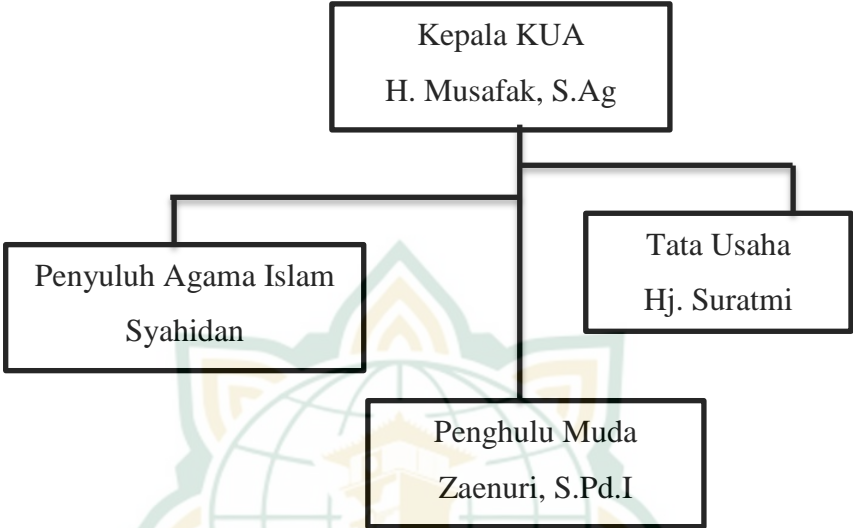 Kepala KUA
H. Musafak, S.Ag
Tata Usaha
Hj. Suratmi
Penyuluh Agama Islam
Syahidan
Penghulu Muda
Zaenuri, S.Pd.I